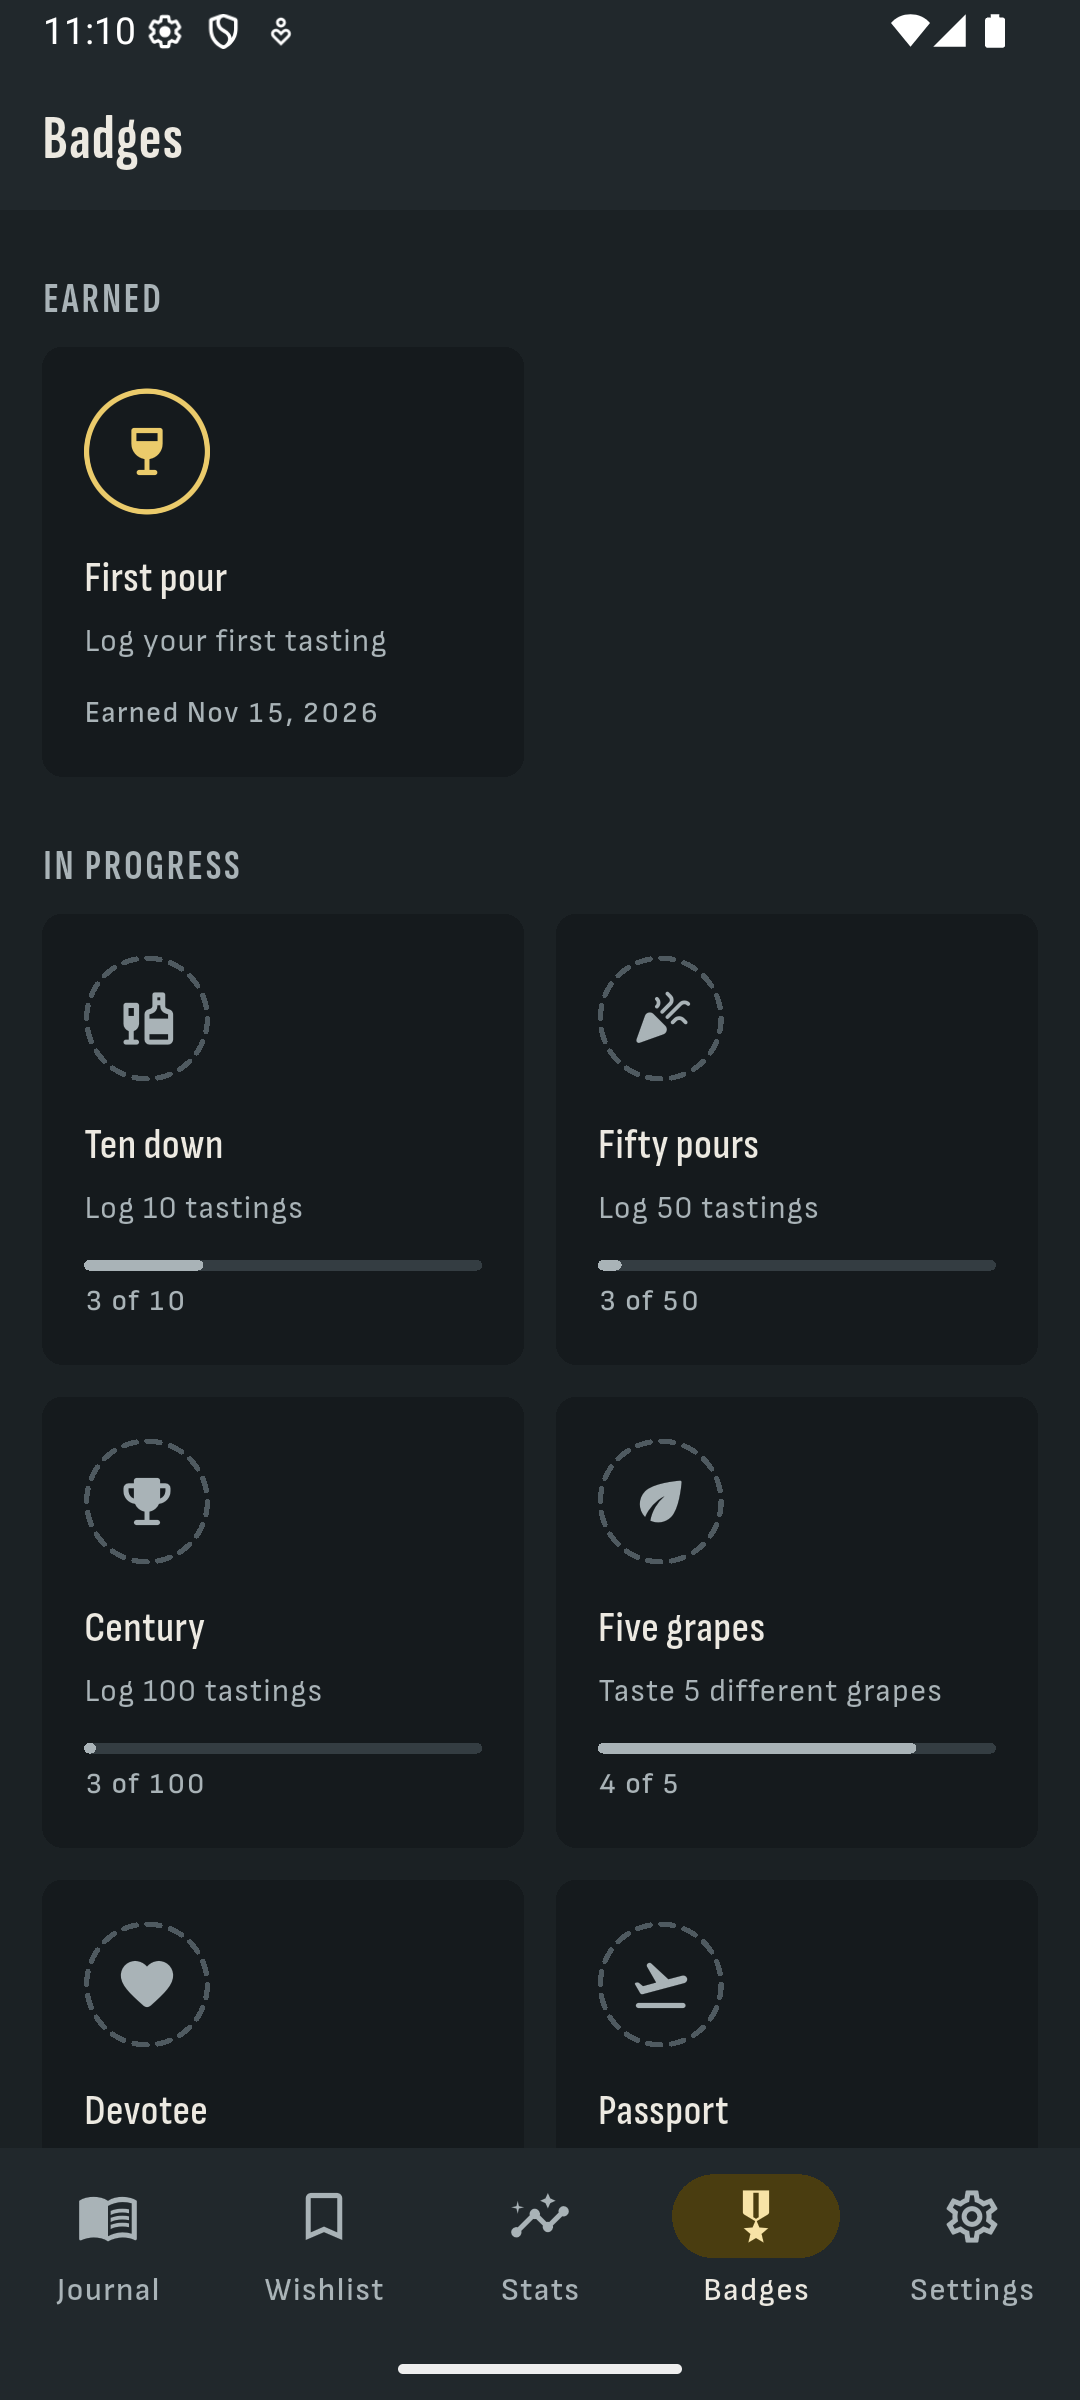 11:10
Badges
EARNED
First pour
Log your first tasting
Earned Nov 15, 2026
IN PROGRESS
Ten down
Log 10 tastings
3 of 10
Fifty pours
Log 50 tastings
3 of 50
Century
Log 100 tastings
3 of 100
Five grapes
Taste 5 different grapes
4 of 5
Devotee
Passport
Journal
Wishlist
Stats
Badges
Settings